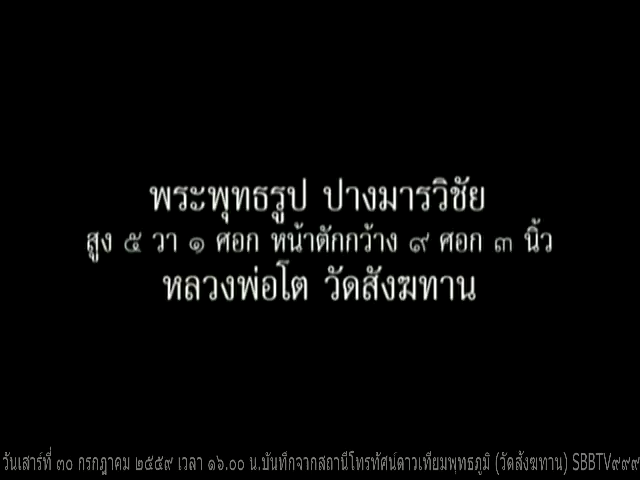 พระพุทธรูป ปางมารวิชัย
สูง ๕ วา ๑ ศอก หน้าตักกว้าง ๙ ศอก ๓ นิ้ว
หลวงพ่อโต วัดสังฆทาน
วันเสาร์ที่ ๓๐ กรกฎาคม ๒๕๕๙ เวลา ๑๖.๐๐ น.บันทึกจากสถานีโทรทัศน์ดาวเทียมพุทธภูมิ (วัดสังฆทาน) SBBTV๙๙๙